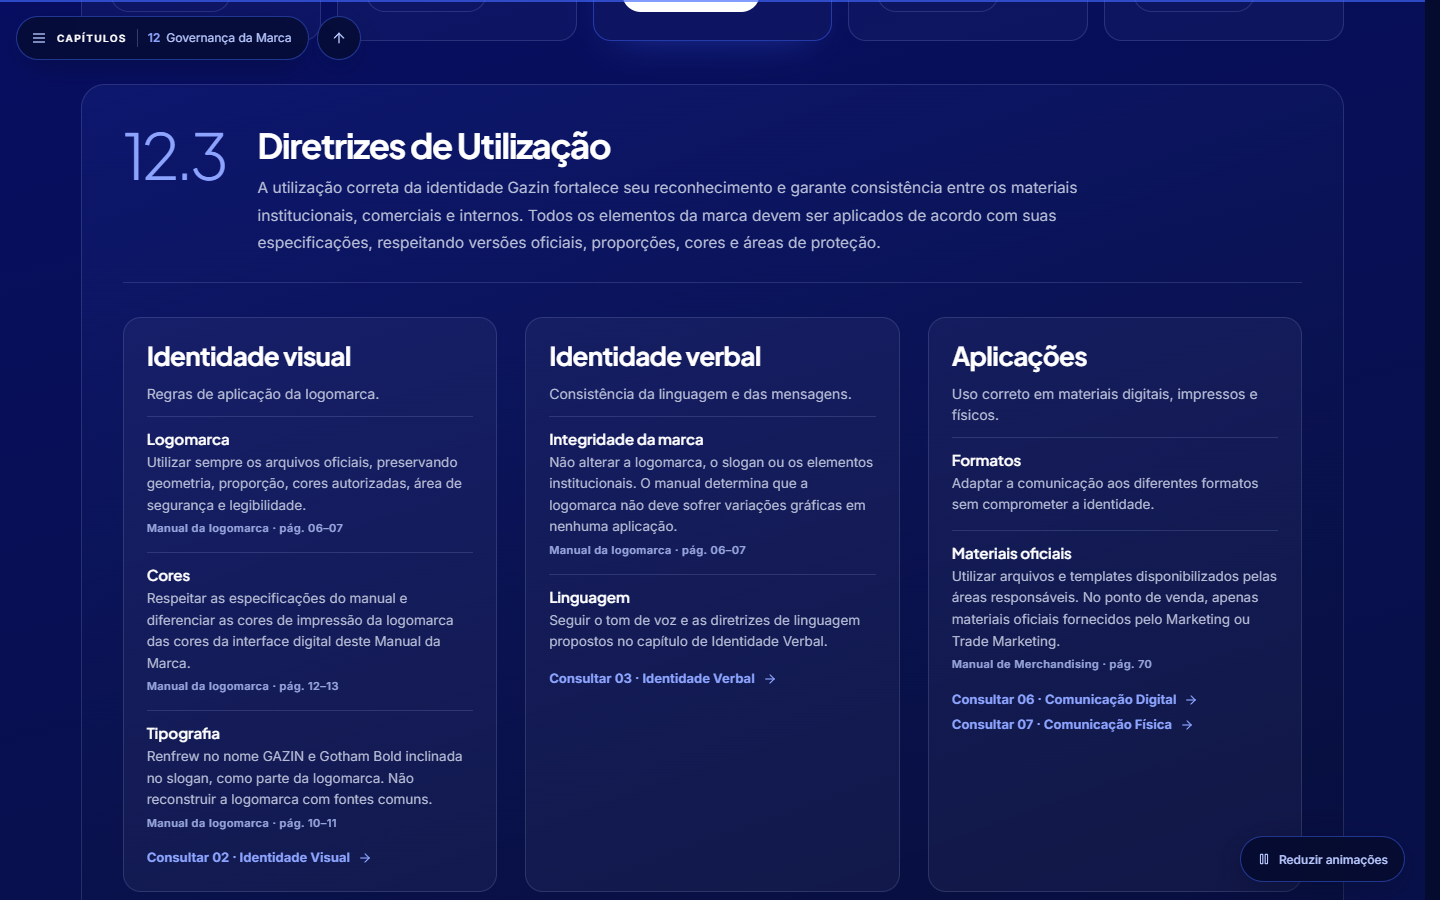 CAPÍTULOS 12 Governança da Marca
12.3
Diretrizes de Utilização
A utilização correta da identidade Gazin fortalece seu reconhecimento e garante consistência entre os materiais
institucionais, comerciais e internos. Todos os elementos da marca devem ser aplicados de acordo com suas
especificações, respeitando versões oficiais, proporções, cores e áreas de proteção.
Identidade visual
Regras de aplicação da logomarca.
Logomarca
Utilizar sempre os arquivos oficiais, preservando
geometria, proporção, cores autorizadas, área de
segurança e legibilidade.
Manual da logomarca · pág. 06–07
Cores
Respeitar as especificações do manual e
diferenciar as cores de impressão da logomarca
das cores da interface digital deste Manual da
Marca.
Manual da logomarca · pág. 12–13
Tipografia
Renfrew no nome GAZIN e Gotham Bold inclinada
no slogan, como parte da logomarca. Não
reconstruir a logomarca com fontes comuns.
Manual da logomarca · pág. 10–11
Consultar 02 · Identidade Visual →
Identidade verbal
Consistência da linguagem e das mensagens.
Integridade da marca
Não alterar a logomarca, o slogan ou os elementos
institucionais. O manual determina que a
logomarca não deve sofrer variações gráficas em
nenhuma aplicação.
Manual da logomarca · pág. 06–07
Linguagem
Seguir o tom de voz e as diretrizes de linguagem
propostos no capítulo de Identidade Verbal.
Consultar 03 · Identidade Verbal →
Aplicações
Uso correto em materiais digitais, impressos e
físicos.
Formatos
Adaptar a comunicação aos diferentes formatos
sem comprometer a identidade.
Materiais oficiais
Utilizar arquivos e templates disponibilizados pelas
áreas responsáveis. No ponto de venda, apenas
materiais oficiais fornecidos pelo Marketing ou
Trade Marketing.
Manual de Merchandising · pág. 70
Consultar 06 · Comunicação Digital →
Consultar 07 · Comunicação Física →
Reduzir animações